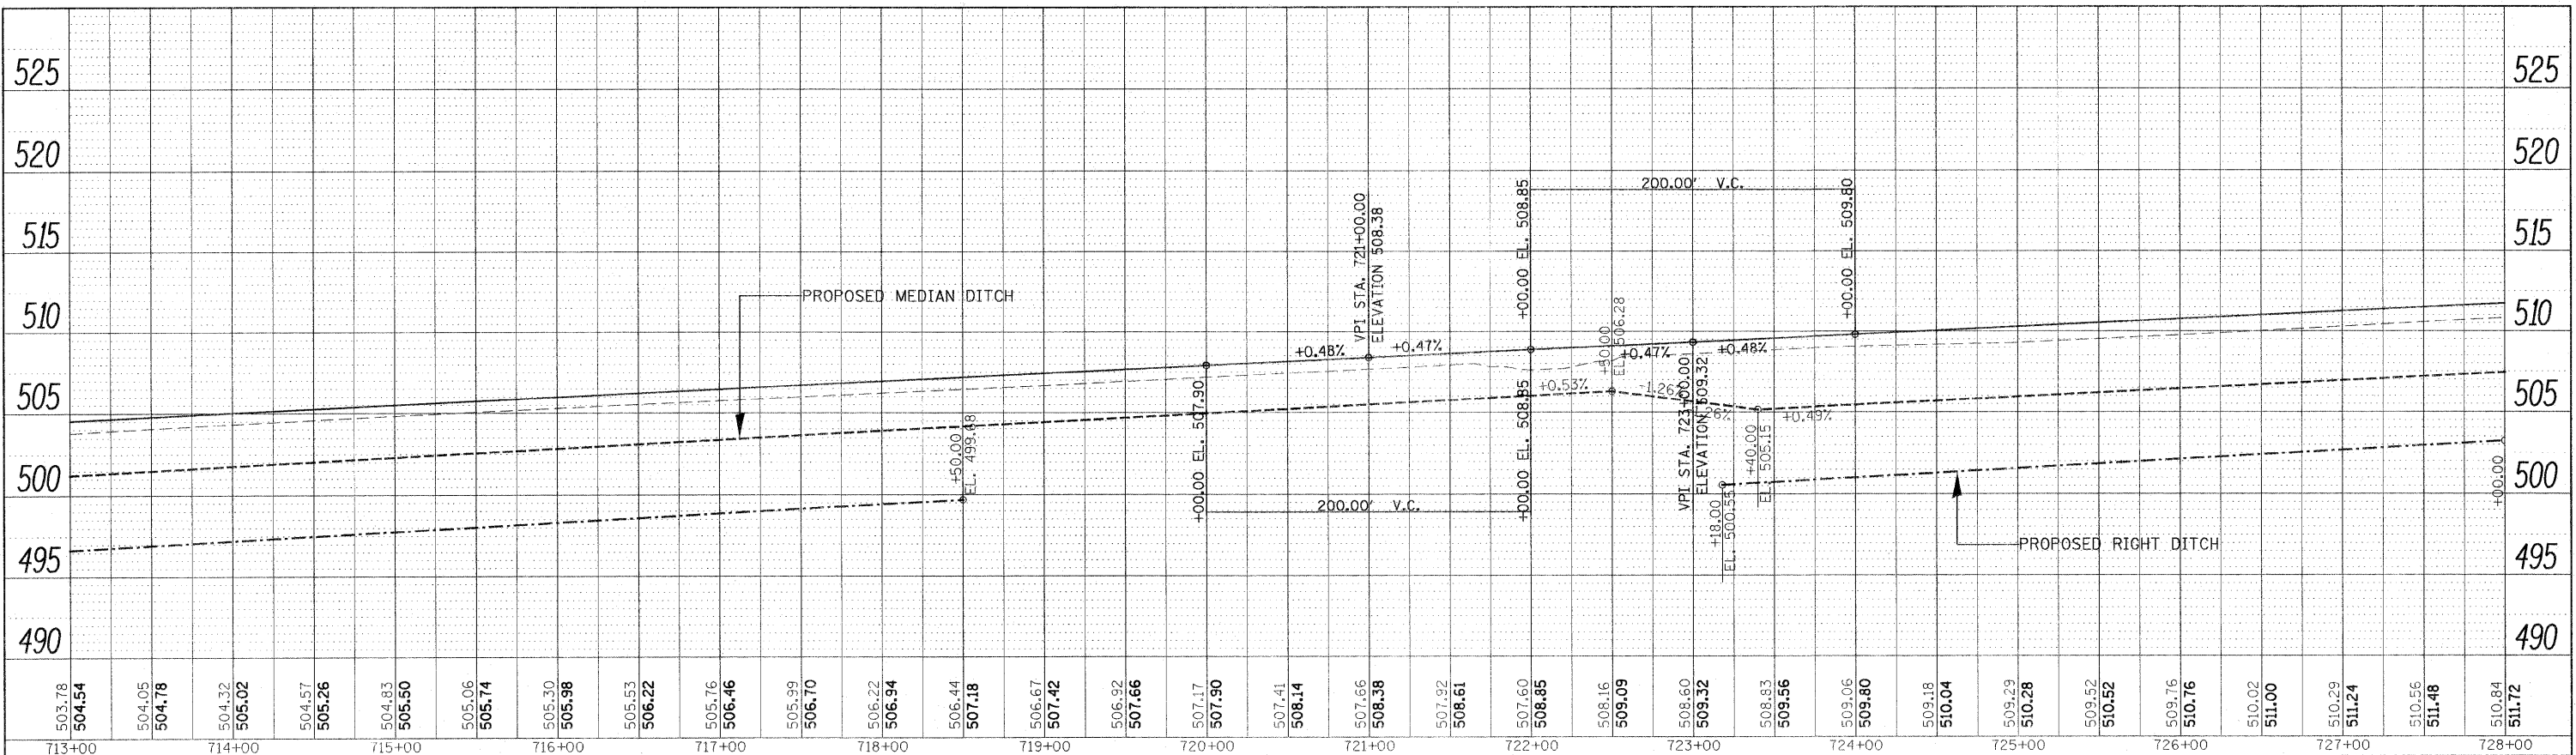 525 525
520 520
515 515
510 510
505 505
500 500
495 495
490 490
200.00' V.C.
+00.00 EL. 508.85
+00.00 EL. 509.80
VPI STA. 721+00.00
ELEVATION 508.38
PROPOSED MEDIAN DITCH
+0.48%
+0.47%
+50.00
EL. 506.28
+0.47%
+0.48%
+0.53%
-1.26%
+0.49%
VPI STA. 723+00.00
ELEVATION 509.32
+50.00
EL. 499.68
+00.00 EL. 507.90
+00.00 EL. 508.85
200.00' V.C.
+40.00
EL. 505.15
+18.00
EL. 500.55
PROPOSED RIGHT DITCH
+00.00
503.78 504.05 504.32 504.57 504.83 505.06 505.30 505.53 505.76 505.99 506.22 506.44 506.67 506.92 507.17 507.41 507.66 507.92 507.60 508.16 508.60 508.83 509.06 509.18 509.29 509.52 509.76 510.02 510.29 510.56 510.84
504.54 504.78 505.02 505.26 505.50 505.74 505.98 506.22 506.46 506.70 506.94 507.18 507.42 507.66 507.90 508.14 508.38 508.61 508.85 509.09 509.32 509.56 509.80 510.04 510.28 510.52 510.76 511.00 511.24 511.48 511.72
713+00 714+00 715+00 716+00 717+00 718+00 719+00 720+00 721+00 722+00 723+00 724+00 725+00 726+00 727+00 728+00